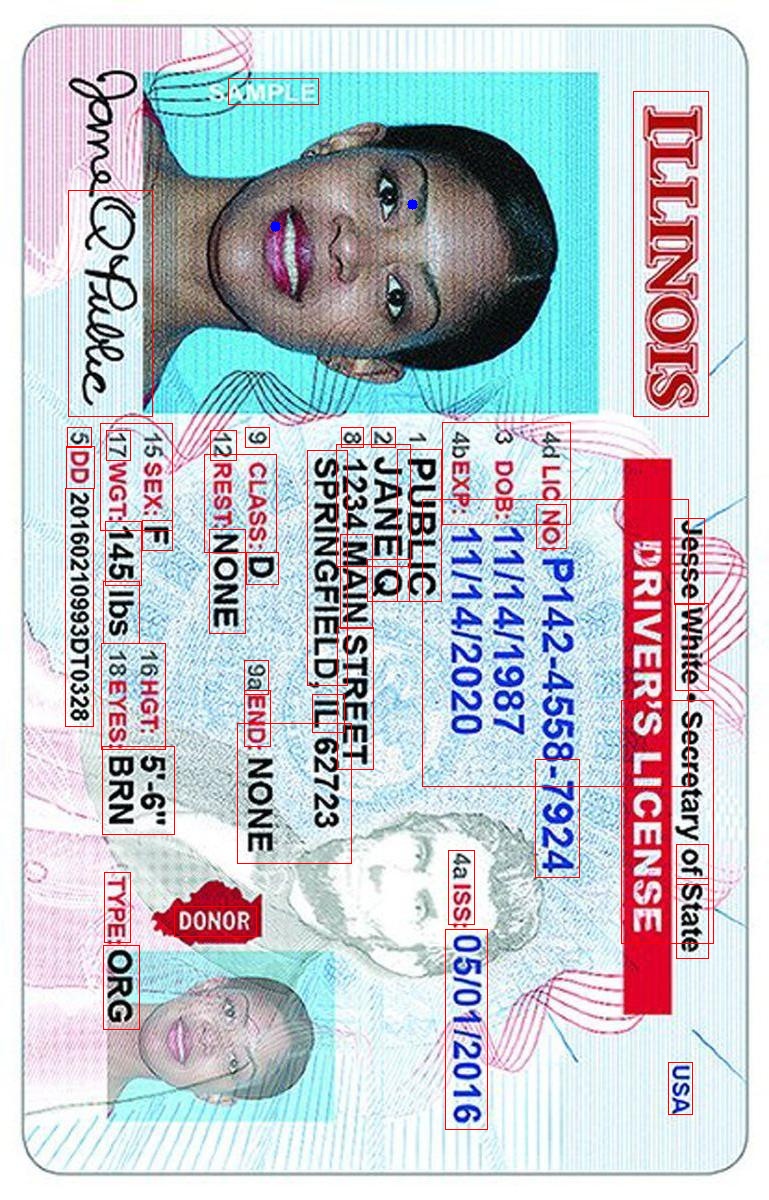 ILLINOIS
USA
Jesse White • Secretary of State
DRIVER'S LICENSE
4d LIC NO: P142-4558-7924
3 DOB: 11/14/1987
4b EXP: 11/14/2020
4a ISS: 05/01/2016
1 PUBLIC
2 JANE Q
8 1234 MAIN STREET
SPRINGFIELD, IL 62723
9 CLASS: D
9a END: NONE
12 REST: NONE
15 SEX: F
16 HGT: 5'-6"
17 WGT: 145 lbs
18 EYES: BRN
5 DD 20160210993DT0328
DONOR
TYPE: ORG
SAMPLE
Jane Q Public